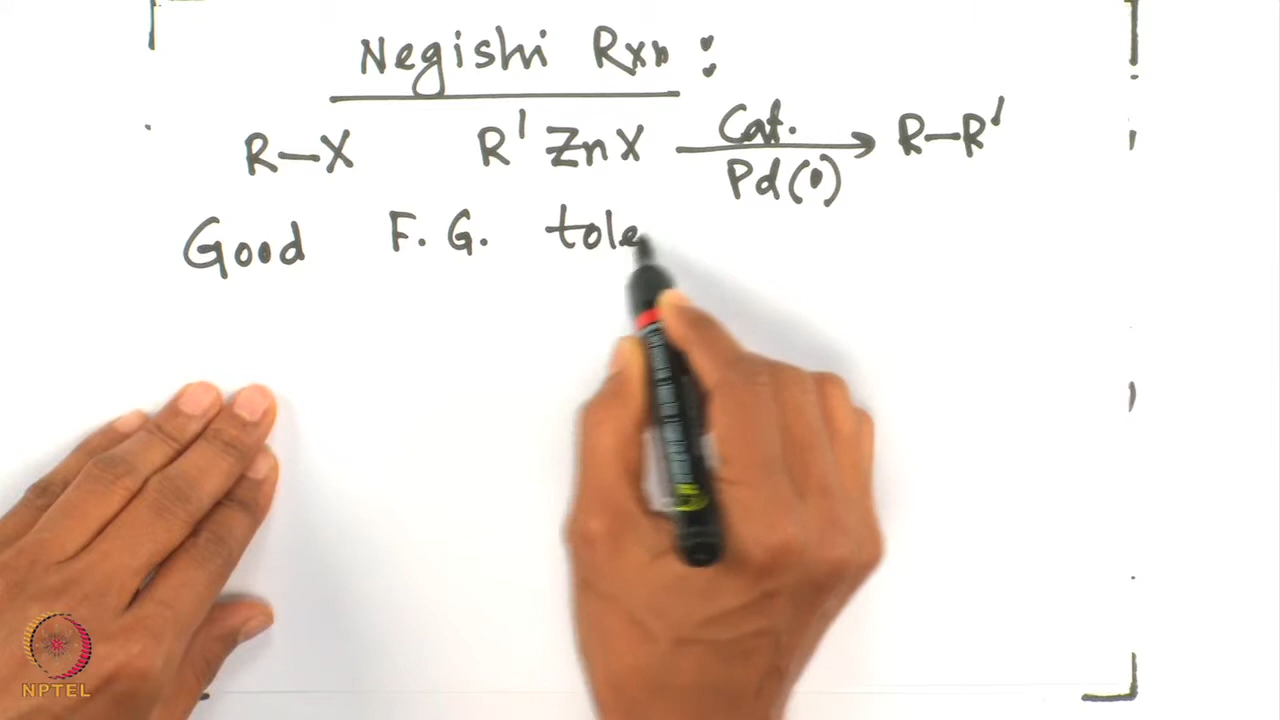 Negishi Rxn :
R–X R' ZnX Cat. Pd(0) R–R'
Good F. G. tole
NPTEL